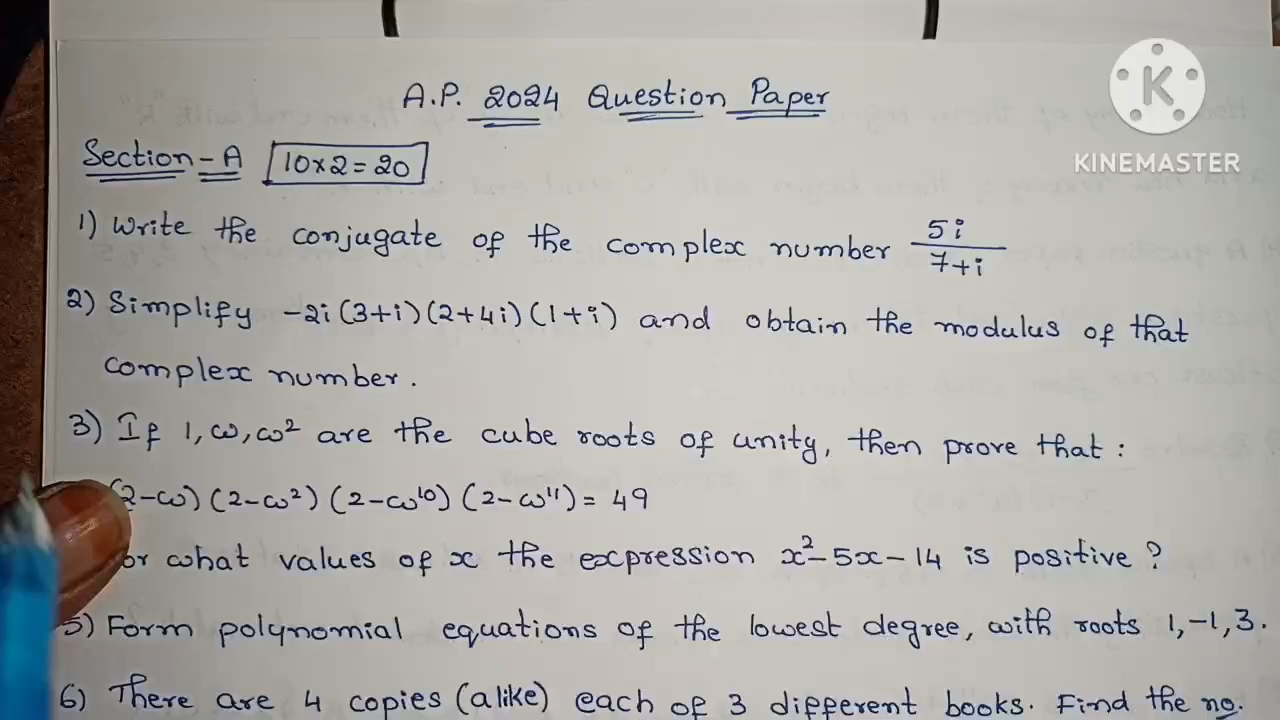 A.P. 2024 Question Paper
KINEMASTER
Section-A 10×2=20
1) Write the conjugate of the complex number 5i/7+i
2) Simplify -2i(3+i)(2+4i)(1+i) and obtain the modulus of that
complex number.
3) If 1, ω, ω² are the cube roots of unity, then prove that :
(2-ω)(2-ω²)(2-ω¹⁰)(2-ω¹¹) = 49
or what values of x the expression x²-5x-14 is positive?
5) Form polynomial equations of the lowest degree, with roots 1,-1,3.
6) There are 4 copies (alike) each of 3 different books. Find the no.